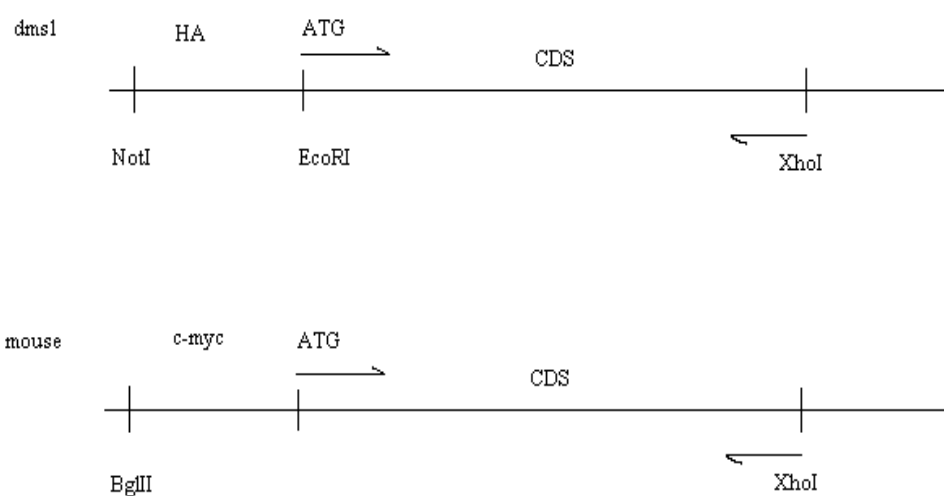 dms1
HA
ATG
CDS
NotI
EcoRI
XhoI
mouse
c-myc
ATG
CDS
BglII
XhoI